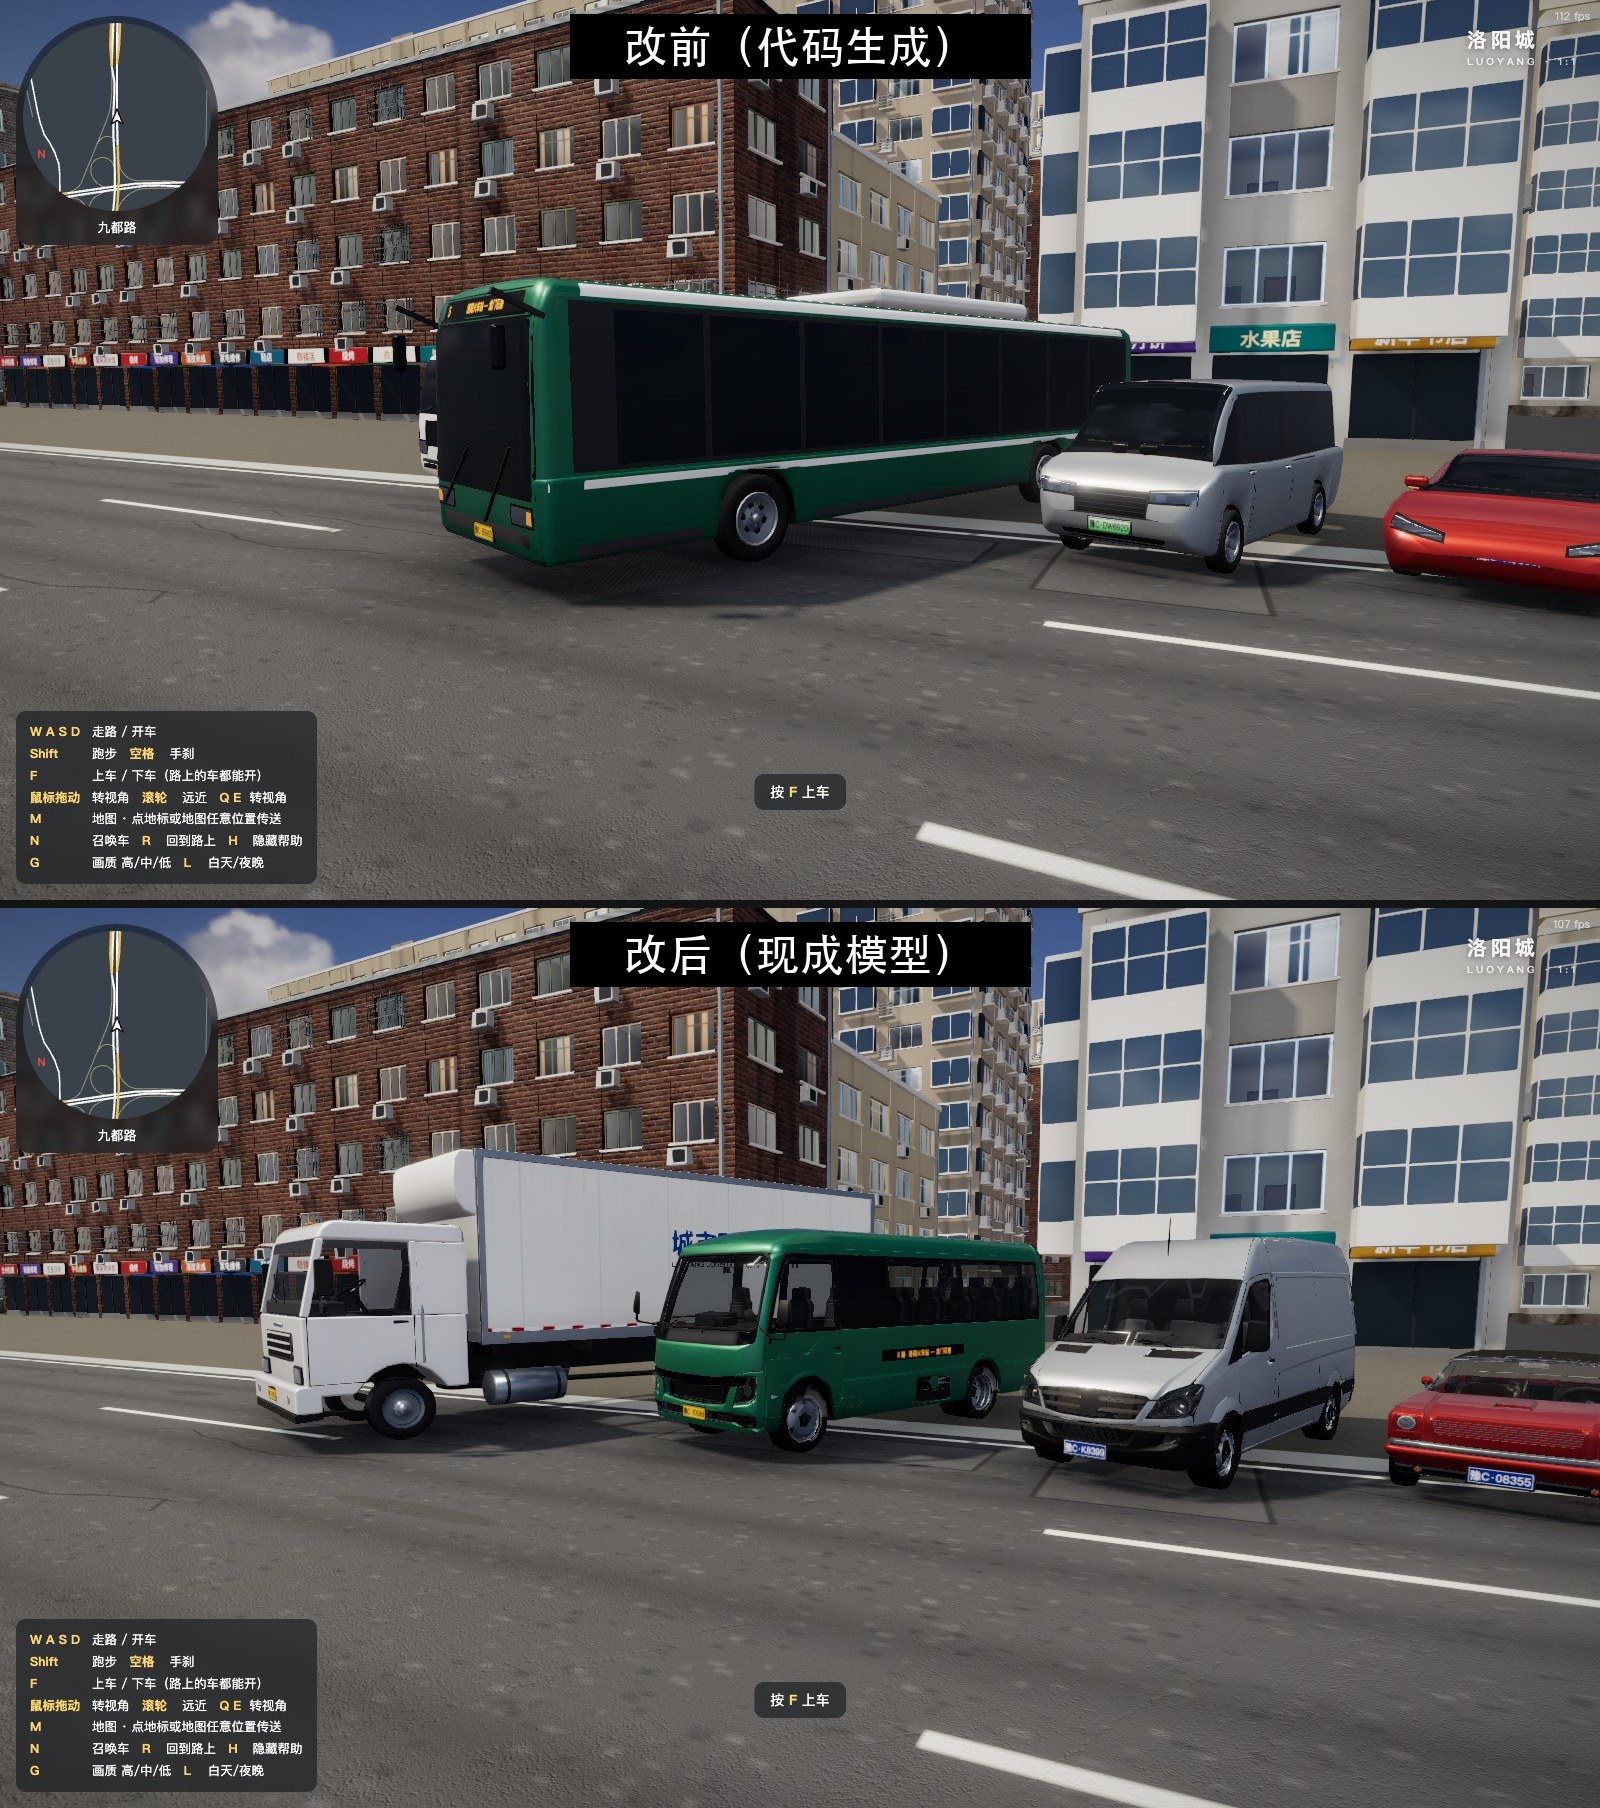 改前（代码生成）
112 fps
洛阳城
LUOYANG · 1:1
N
九都路
水果店
豫C·DW6920
W A S D 走路 / 开车
Shift 跑步 空格 手刹
F 上车 / 下车（路上的车都能开）
鼠标拖动 转视角 滚轮 远近 Q E 转视角
M 地图 · 点地标或地图任意位置传送
N 召唤车 R 回到路上 H 隐藏帮助
G 画质 高/中/低 L 白天/夜晚
按 F 上车
改后（现成模型）
107 fps
洛阳城
LUOYANG · 1:1
N
九都路
豫C·K8399
豫C·08355
W A S D 走路 / 开车
Shift 跑步 空格 手刹
F 上车 / 下车（路上的车都能开）
鼠标拖动 转视角 滚轮 远近 Q E 转视角
M 地图 · 点地标或地图任意位置传送
N 召唤车 R 回到路上 H 隐藏帮助
G 画质 高/中/低 L 白天/夜晚
按 F 上车